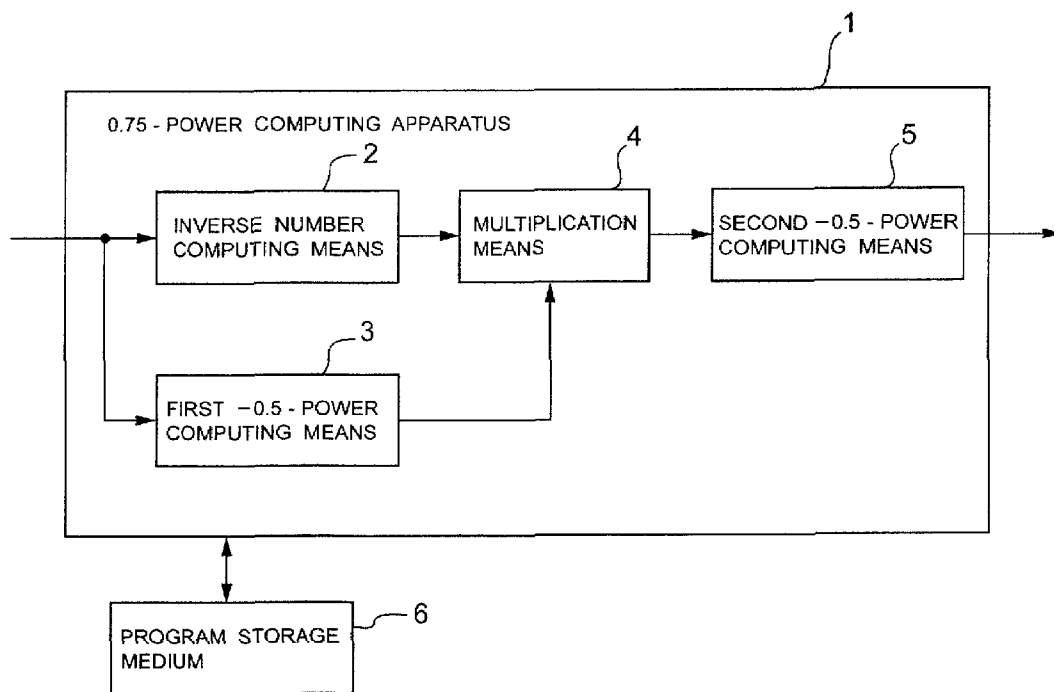 1
0.75 - POWER COMPUTING APPARATUS
2
4
5
INVERSE NUMBER
COMPUTING MEANS
MULTIPLICATION
MEANS
SECOND −0.5 - POWER
COMPUTING MEANS
3
FIRST −0.5 - POWER
COMPUTING MEANS
6
PROGRAM STORAGE
MEDIUM